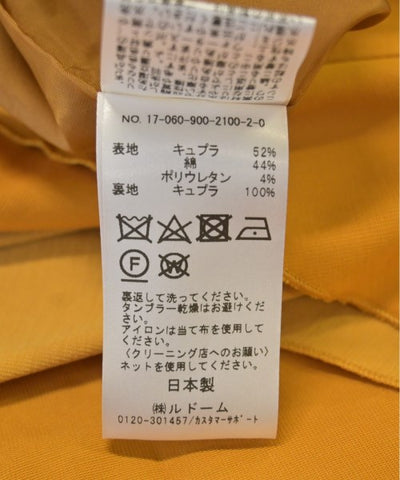 NO. 17-060-900-2100-2-0
表地 キュプラ 52%
綿 44%
ポリウレタン 4%
裏地 キュプラ 100%
F
W
裏返して洗ってください。
タンブラー乾燥はお避けくださ
い。
アイロンは当て布を使用して
ください。
〈クリーニング店へのお願い〉
ネットを使用してください。
日本製
㈱ルドーム
0120-301457/カスタマーサポート